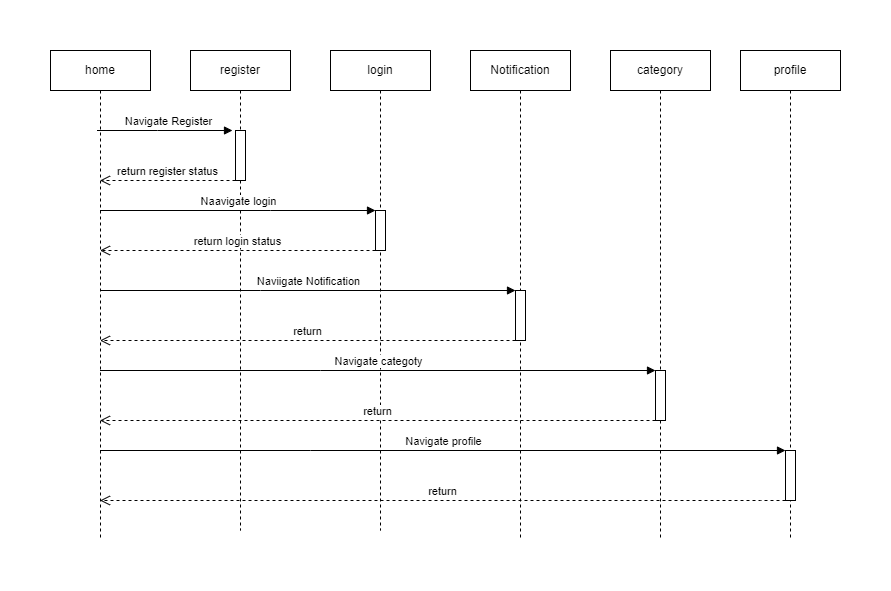 home
register
login
Notification
category
profile
Navigate Register
return register status
Naavigate login
return login status
Naviigate Notification
return
Navigate categoty
return
Navigate profile
return